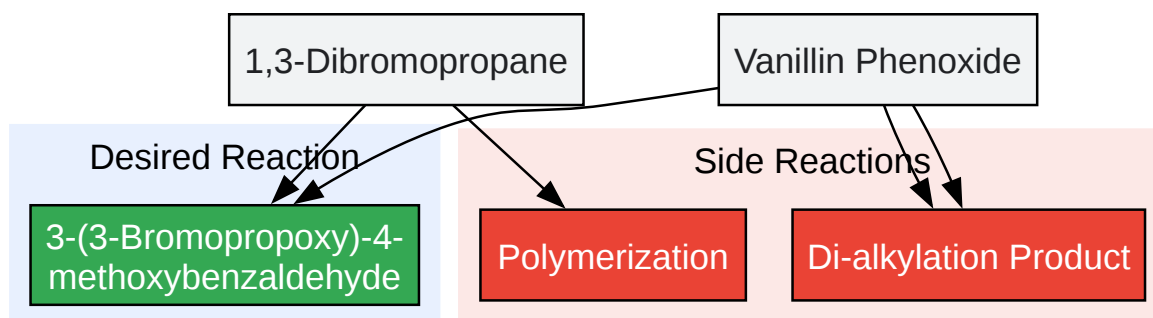 1,3-Dibromopropane
Vanillin Phenoxide
Desired Reaction
Side Reactions
3-(3-Bromopropoxy)-4-
methoxybenzaldehyde
Polymerization
Di-alkylation Product